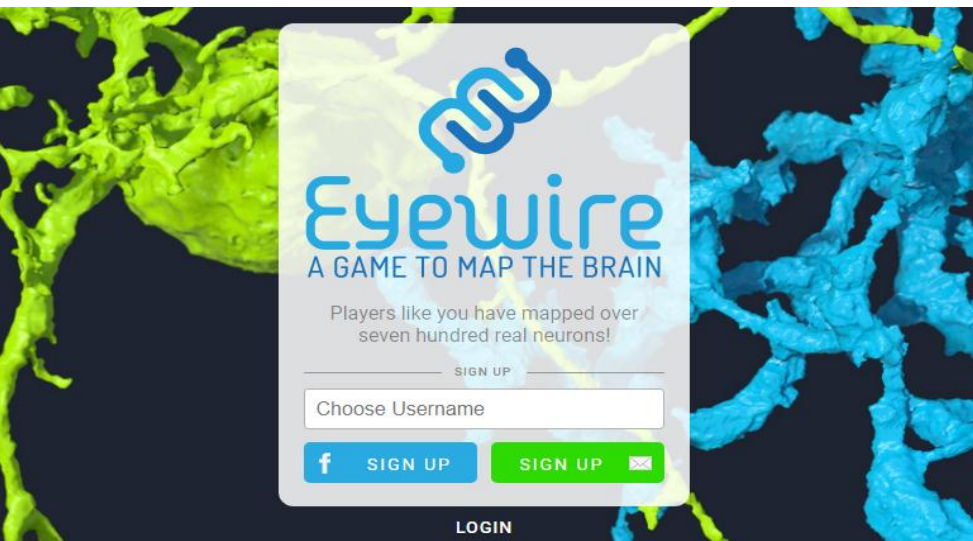 Eyewire
A GAME TO MAP THE BRAIN
Players like you have mapped over
seven hundred real neurons!
SIGN UP
Choose Username
f SIGN UP
SIGN UP
LOGIN